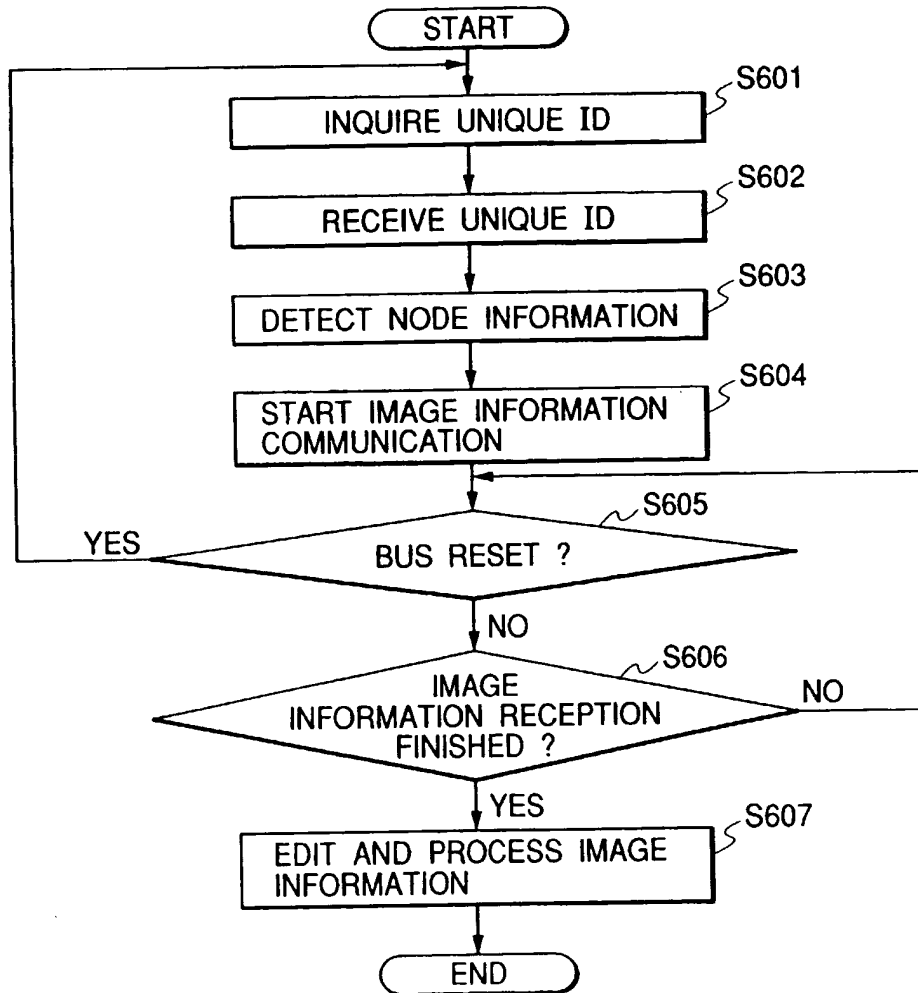 START
S601
INQUIRE UNIQUE ID
S602
RECEIVE UNIQUE ID
S603
DETECT NODE INFORMATION
S604
START IMAGE INFORMATION
COMMUNICATION
S605
YES
BUS RESET ?
NO
S606
IMAGE
INFORMATION RECEPTION
FINISHED ?
NO
YES
S607
EDIT AND PROCESS IMAGE
INFORMATION
END